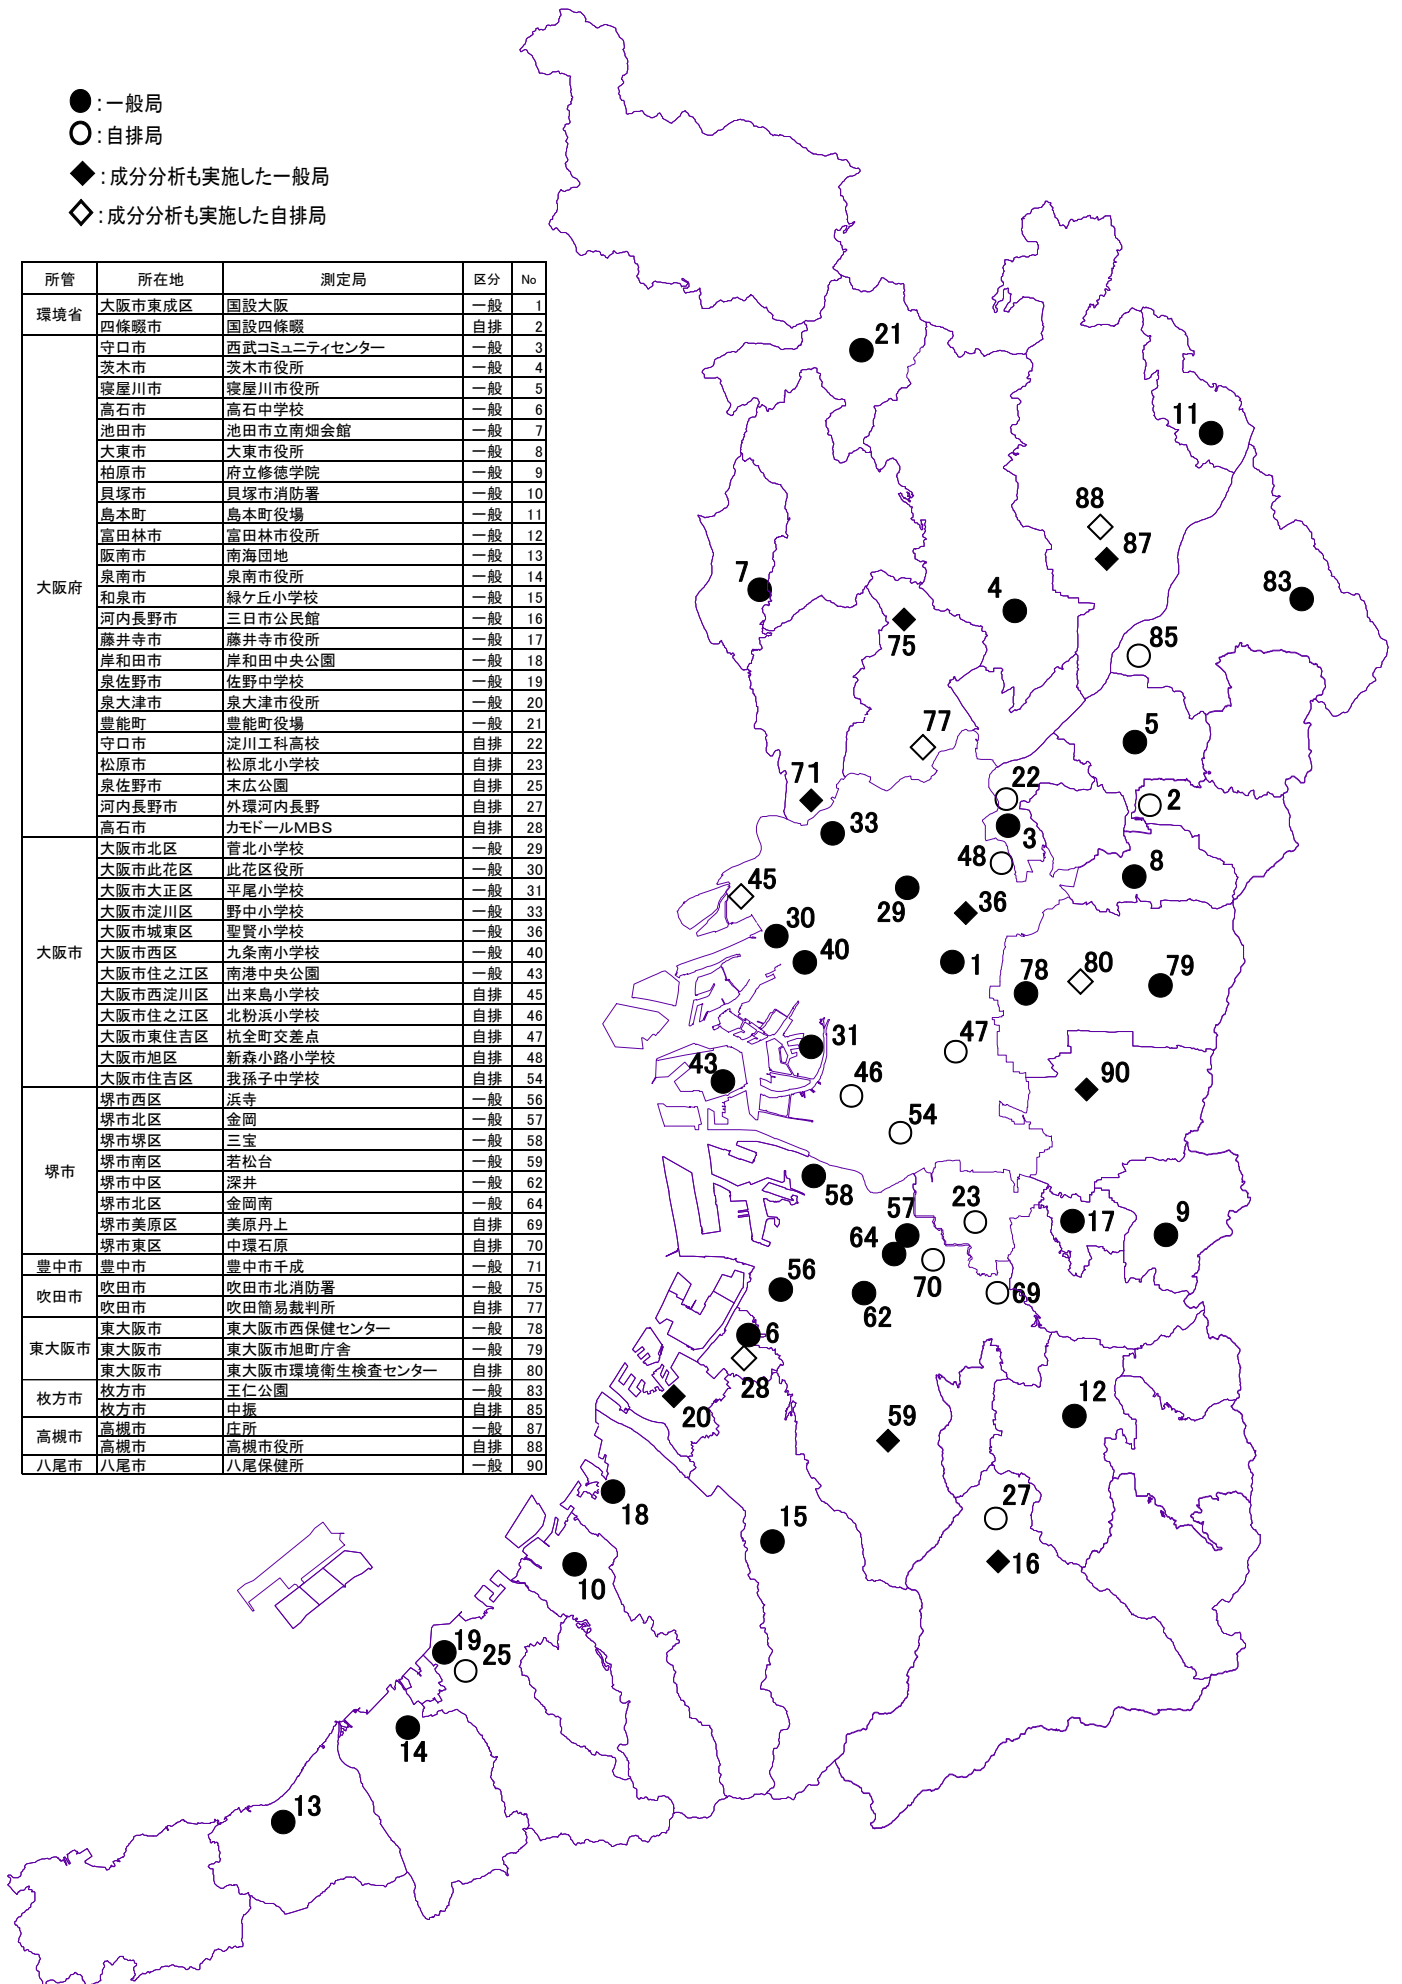 ●:一般局
○:自排局
◆:成分分析も実施した一般局
◇:成分分析も実施した自排局
所管 所在地 測定局 区分 No
環境省 大阪市東成区 国設大阪 一般 1
四條畷市 国設四條畷 自排 2
大阪府 守口市 西武コミュニティセンター 一般 3
茨木市 茨木市役所 一般 4
寝屋川市 寝屋川市役所 一般 5
高石市 高石中学校 一般 6
池田市 池田市立南畑会館 一般 7
大東市 大東市役所 一般 8
柏原市 府立修徳学院 一般 9
貝塚市 貝塚市消防署 一般 10
島本町 島本町役場 一般 11
富田林市 富田林市役所 一般 12
阪南市 南海団地 一般 13
泉南市 泉南市役所 一般 14
和泉市 緑ケ丘小学校 一般 15
河内長野市 三日市公民館 一般 16
藤井寺市 藤井寺市役所 一般 17
岸和田市 岸和田中央公園 一般 18
泉佐野市 佐野中学校 一般 19
泉大津市 泉大津市役所 一般 20
豊能町 豊能町役場 一般 21
守口市 淀川工科高校 自排 22
松原市 松原北小学校 自排 23
泉佐野市 末広公園 自排 25
河内長野市 外環河内長野 自排 27
高石市 カモドールMBS 自排 28
大阪市 大阪市北区 菅北小学校 一般 29
大阪市此花区 此花区役所 一般 30
大阪市大正区 平尾小学校 一般 31
大阪市淀川区 野中小学校 一般 33
大阪市城東区 聖賢小学校 一般 36
大阪市西区 九条南小学校 一般 40
大阪市住之江区 南港中央公園 一般 43
大阪市西淀川区 出来島小学校 自排 45
大阪市住之江区 北粉浜小学校 自排 46
大阪市東住吉区 杭全町交差点 自排 47
大阪市旭区 新森小路小学校 自排 48
大阪市住吉区 我孫子中学校 自排 54
堺市 堺市西区 浜寺 一般 56
堺市北区 金岡 一般 57
堺市堺区 三宝 一般 58
堺市南区 若松台 一般 59
堺市中区 深井 一般 62
堺市北区 金岡南 一般 64
堺市美原区 美原丹上 自排 69
堺市東区 中環石原 自排 70
豊中市 豊中市 豊中市千成 一般 71
吹田市 吹田市 吹田市北消防署 一般 75
吹田市 吹田簡易裁判所 自排 77
東大阪市 東大阪市 東大阪市西保健センター 一般 78
東大阪市 東大阪市旭町庁舎 一般 79
東大阪市 東大阪市環境衛生検査センター 自排 80
枚方市 枚方市 王仁公園 一般 83
枚方市 中振 自排 85
高槻市 高槻市 庄所 一般 87
高槻市 高槻市役所 自排 88
八尾市 八尾市 八尾保健所 一般 90
21
11
88
87
7
4
83
75
85
77
5
71
22
2
33
3
48
8
45
29
36
30
40
1
78
80
79
31
47
43
46
90
54
58
57
23
17
9
64
70
56
62
69
6
28
20
12
59
18
27
15
10
16
19
25
14
13